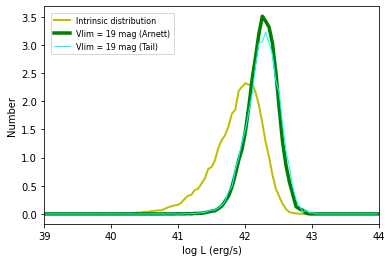 Intrinsic distribution
Vlim = 19 mag (Arnett)
Vlim = 19 mag (Tail)
Number
3.5
3.0
2.5
2.0
1.5
1.0
0.5
0.0
39
40
41
42
43
44
log L (erg/s)